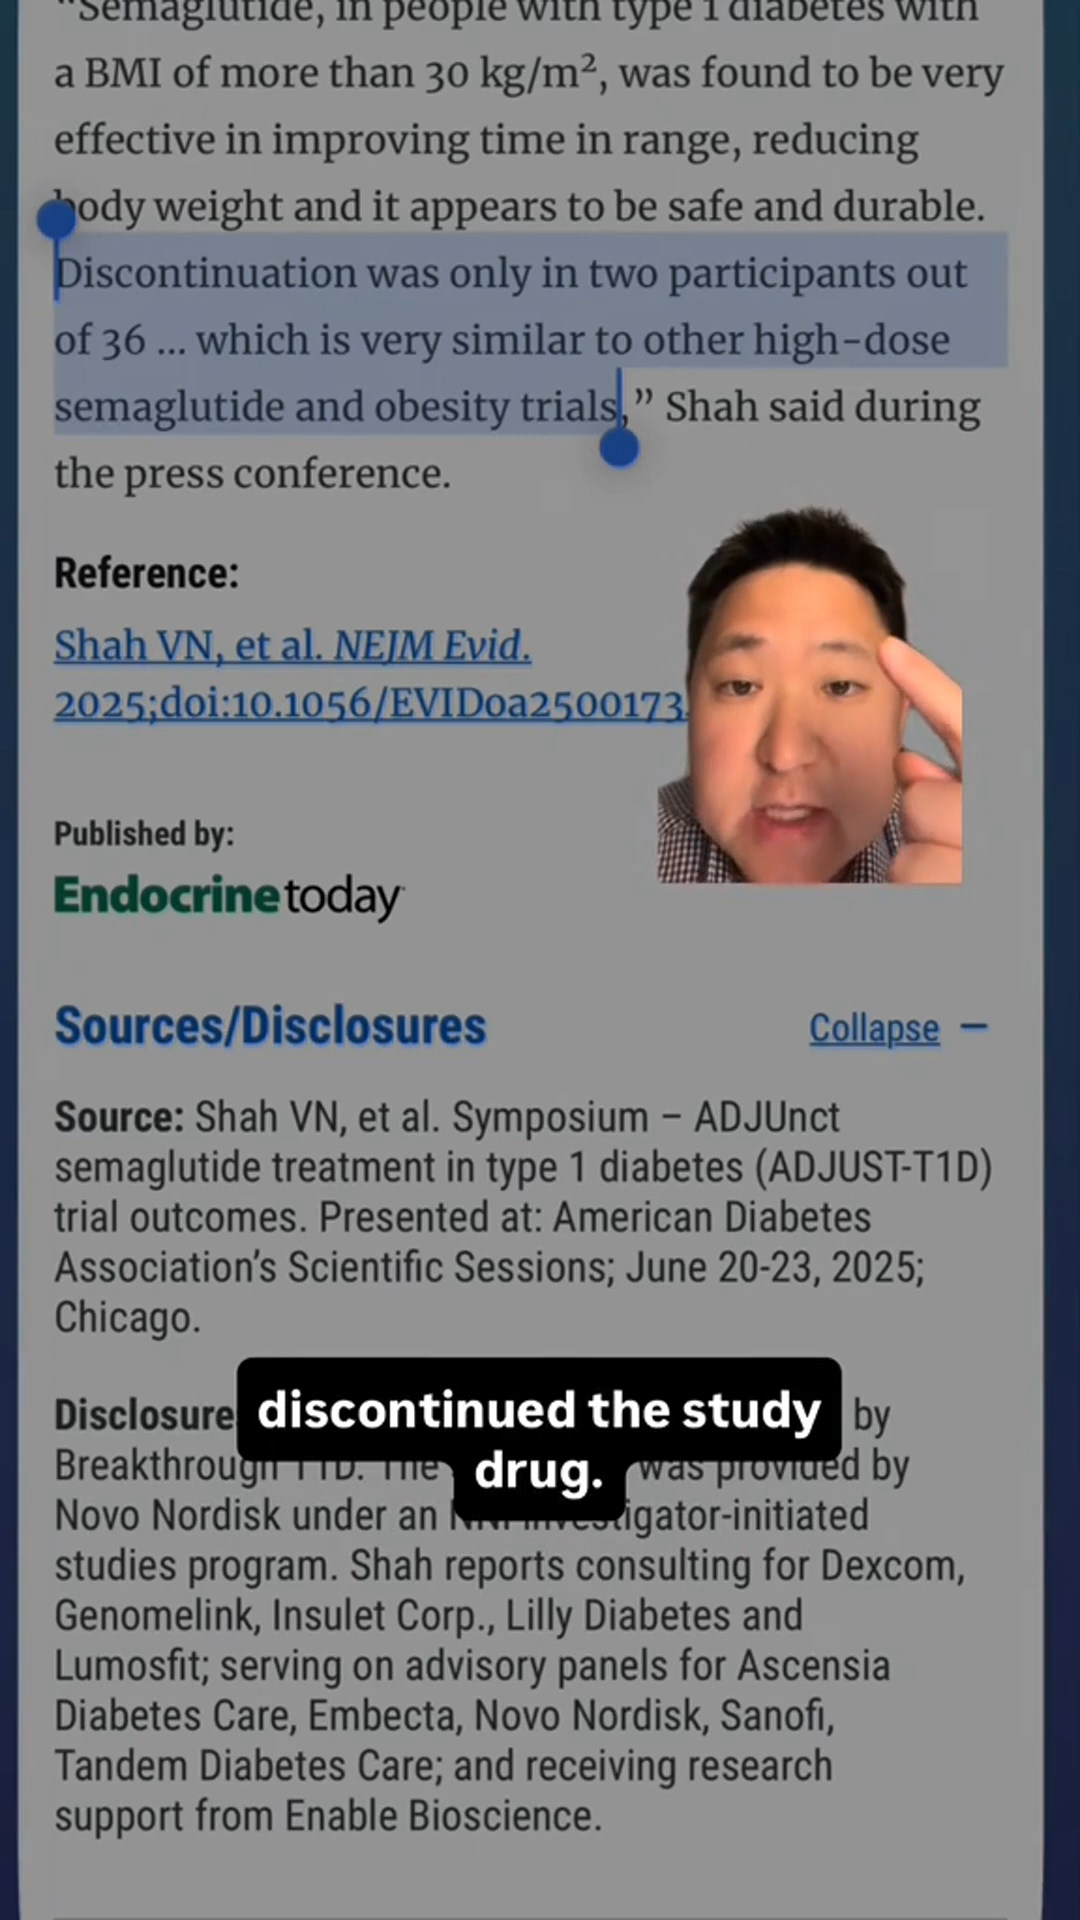 "Semaglutide, in people with type 1 diabetes with
a BMI of more than 30 kg/m², was found to be very
effective in improving time in range, reducing
body weight and it appears to be safe and durable.
Discontinuation was only in two participants out
of 36 ... which is very similar to other high-dose
semaglutide and obesity trials," Shah said during
the press conference.
Reference:
Shah VN, et al. NEJM Evid.
2025;doi:10.1056/EVIDoa2500173.
Published by:
Endocrine today
Sources/Disclosures
Collapse –
Source: Shah VN, et al. Symposium – ADJUnct
semaglutide treatment in type 1 diabetes (ADJUST-T1D)
trial outcomes. Presented at: American Diabetes
Association's Scientific Sessions; June 20-23, 2025;
Chicago.
discontinued the study
drug.
Disclosure by
Breakthrough T1D. The was provided by
Novo Nordisk under an NNI investigator-initiated
studies program. Shah reports consulting for Dexcom,
Genomelink, Insulet Corp., Lilly Diabetes and
Lumosfit; serving on advisory panels for Ascensia
Diabetes Care, Embecta, Novo Nordisk, Sanofi,
Tandem Diabetes Care; and receiving research
support from Enable Bioscience.